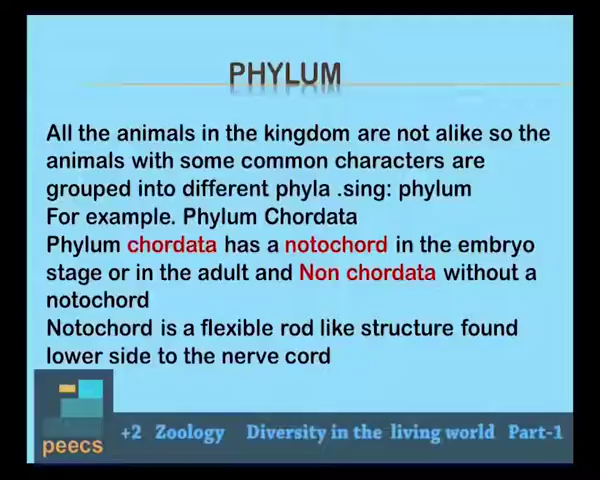 PHYLUM
All the animals in the kingdom are not alike so the
animals with some common characters are
grouped into different phyla .sing: phylum
For example. Phylum Chordata
Phylum chordata has a notochord in the embryo
stage or in the adult and Non chordata without a
notochord
Notochord is a flexible rod like structure found
lower side to the nerve cord
peecs
+2 Zoology Diversity in the living world Part-1